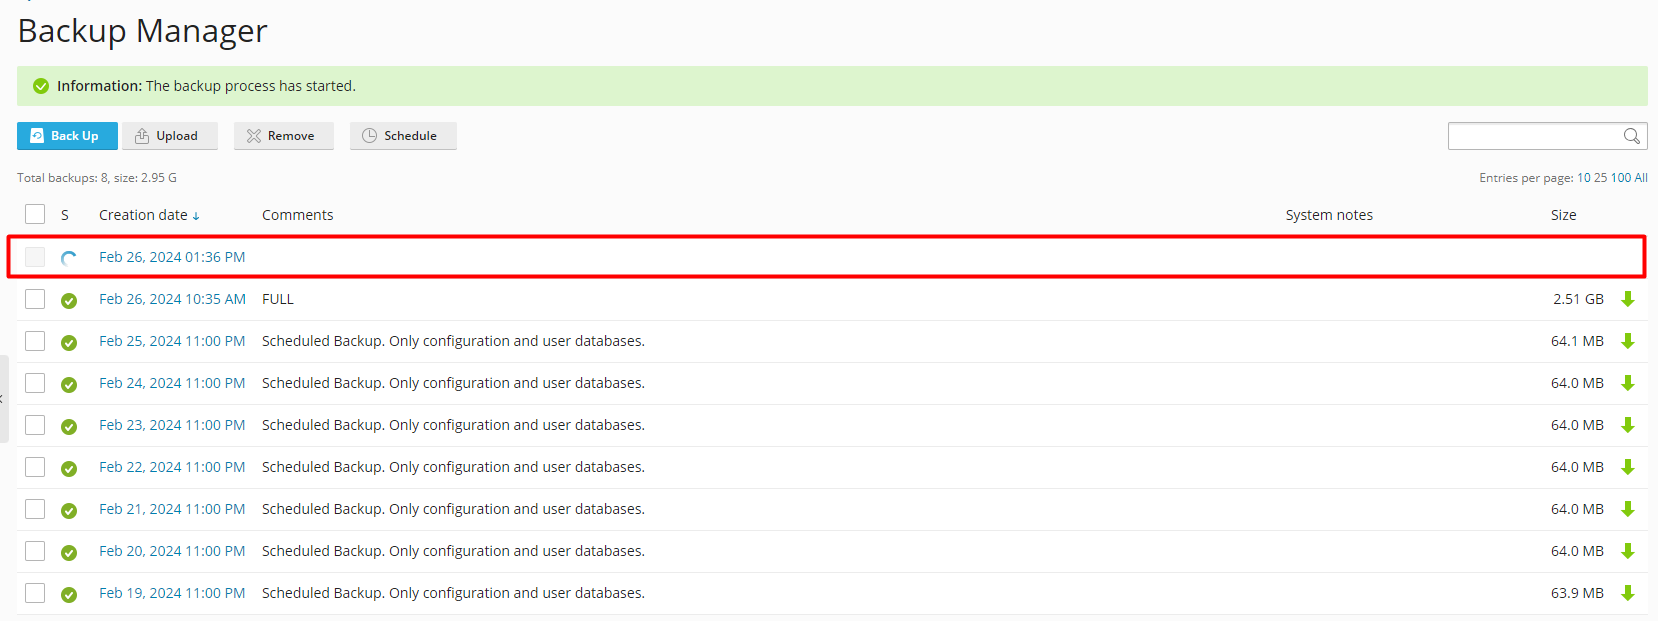 Backup Manager
Information: The backup process has started.
Back Up Upload Remove Schedule
Total backups: 8, size: 2.95 G Entries per page: 10 25 100 All
S Creation date ↓ Comments System notes Size
Feb 26, 2024 01:36 PM
Feb 26, 2024 10:35 AM FULL 2.51 GB
Feb 25, 2024 11:00 PM Scheduled Backup. Only configuration and user databases. 64.1 MB
Feb 24, 2024 11:00 PM Scheduled Backup. Only configuration and user databases. 64.0 MB
Feb 23, 2024 11:00 PM Scheduled Backup. Only configuration and user databases. 64.0 MB
Feb 22, 2024 11:00 PM Scheduled Backup. Only configuration and user databases. 64.0 MB
Feb 21, 2024 11:00 PM Scheduled Backup. Only configuration and user databases. 64.0 MB
Feb 20, 2024 11:00 PM Scheduled Backup. Only configuration and user databases. 64.0 MB
Feb 19, 2024 11:00 PM Scheduled Backup. Only configuration and user databases. 63.9 MB